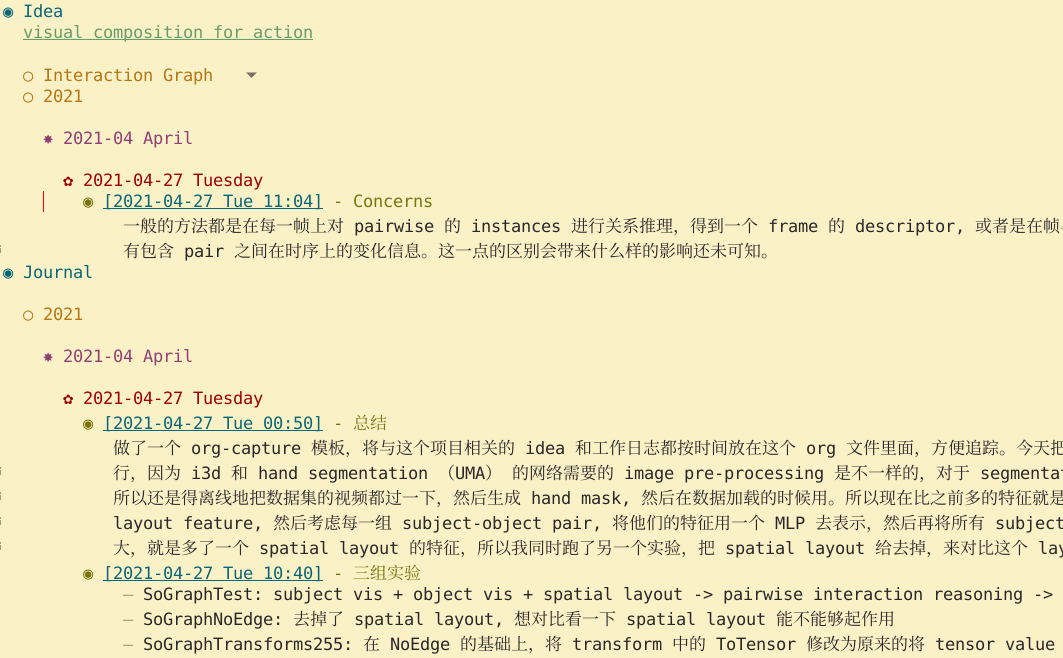 Idea
visual composition for action
Interaction Graph
2021
2021-04 April
2021-04-27 Tuesday
[2021-04-27 Tue 11:04] - Concerns
一般的方法都是在每一帧上对 pairwise 的 instances 进行关系推理，得到一个 frame 的 descriptor, 或者是在帧
有包含 pair 之间在时序上的变化信息。这一点的区别会带来什么样的影响还未可知。
Journal
2021
2021-04 April
2021-04-27 Tuesday
[2021-04-27 Tue 00:50] - 总结
做了一个 org-capture 模板，将与这个项目相关的 idea 和工作日志都按时间放在这个 org 文件里面，方便追踪。今天把
行，因为 i3d 和 hand segmentation （UMA） 的网络需要的 image pre-processing 是不一样的，对于 segmenta
所以还是得离线地把数据集的视频都过一下，然后生成 hand mask, 然后在数据加载的时候用。所以现在比之前多的特征就是
layout feature, 然后考虑每一组 subject-object pair, 将他们的特征用一个 MLP 去表示，然后再将所有 subject
大，就是多了一个 spatial layout 的特征，所以我同时跑了另一个实验，把 spatial layout 给去掉，来对比这个 lay
[2021-04-27 Tue 10:40] - 三组实验
– SoGraphTest: subject vis + object vis + spatial layout -> pairwise interaction reasoning ->
– SoGraphNoEdge: 去掉了 spatial layout, 想对比看一下 spatial layout 能不能够起作用
– SoGraphTransforms255: 在 NoEdge 的基础上，将 transform 中的 ToTensor 修改为原来的将 tensor value